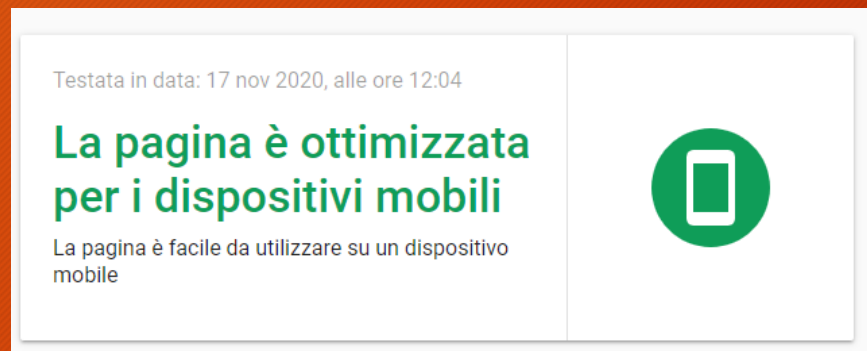 Testata in data: 17 nov 2020, alle ore 12:04
La pagina è ottimizzata
per i dispositivi mobili
La pagina è facile da utilizzare su un dispositivo
mobile